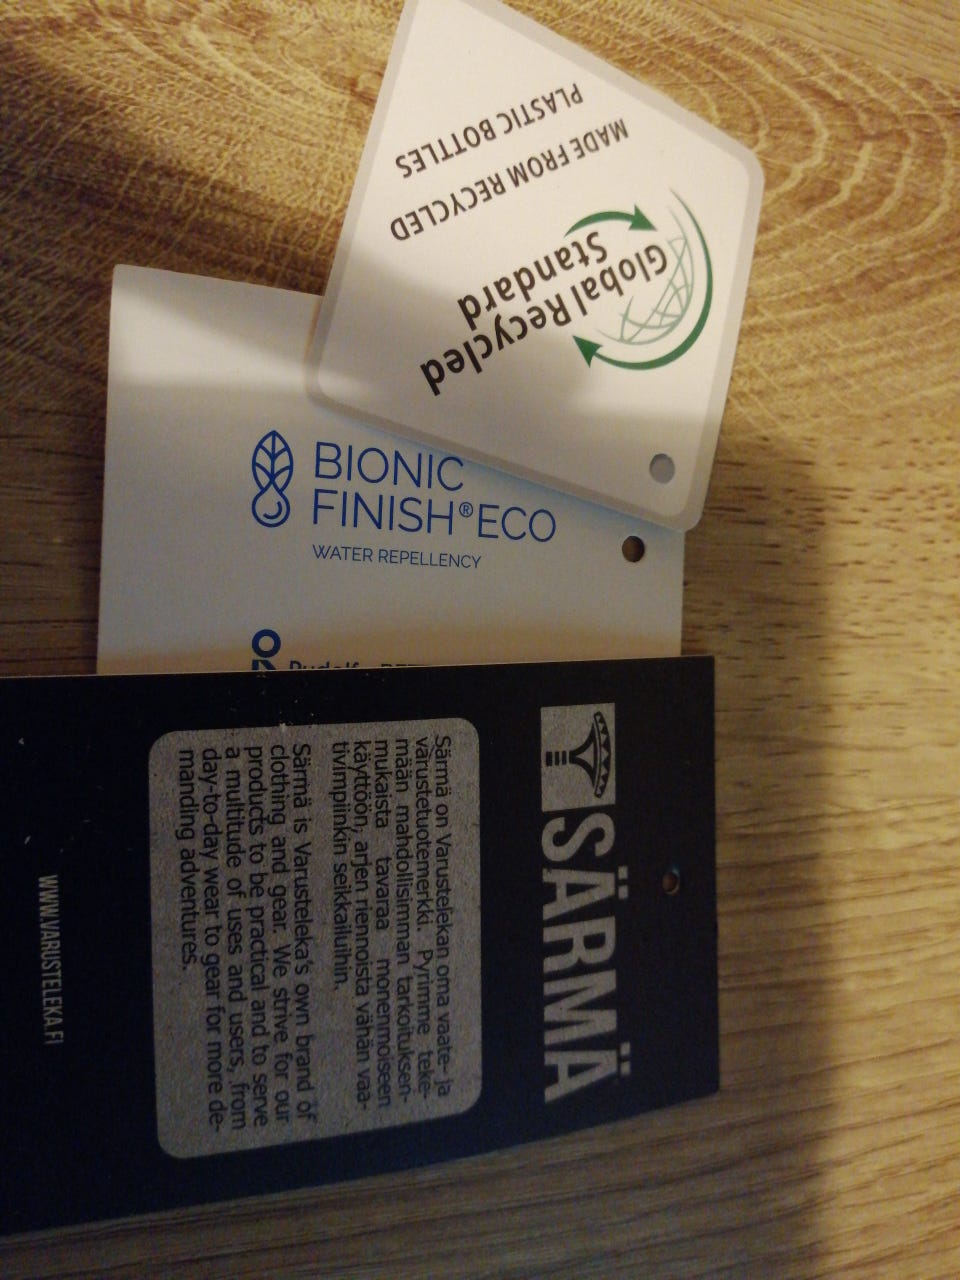 Global Recycled
Standard
MADE FROM RECYCLED
PLASTIC BOTTLES
BIONIC
FINISH®ECO
WATER REPELLENCY
SÄRMÄ
Särmä on Varustelekan oma vaate- ja
varustetuotemerkki. Pyrimme teke-
mään mahdollisimman tarkoituksen-
mukaista tavaraa monenmoiseen
käyttöön, arjen riennoista vähän vaa-
tivimpiinkin seikkailuihin.
Särmä is Varusteleka's own brand of
clothing and gear. We strive for our
products to be practical and to serve
a multitude of uses and users, from
day-to-day wear to gear for more de-
manding adventures.
WWW.VARUSTELEKA.FI